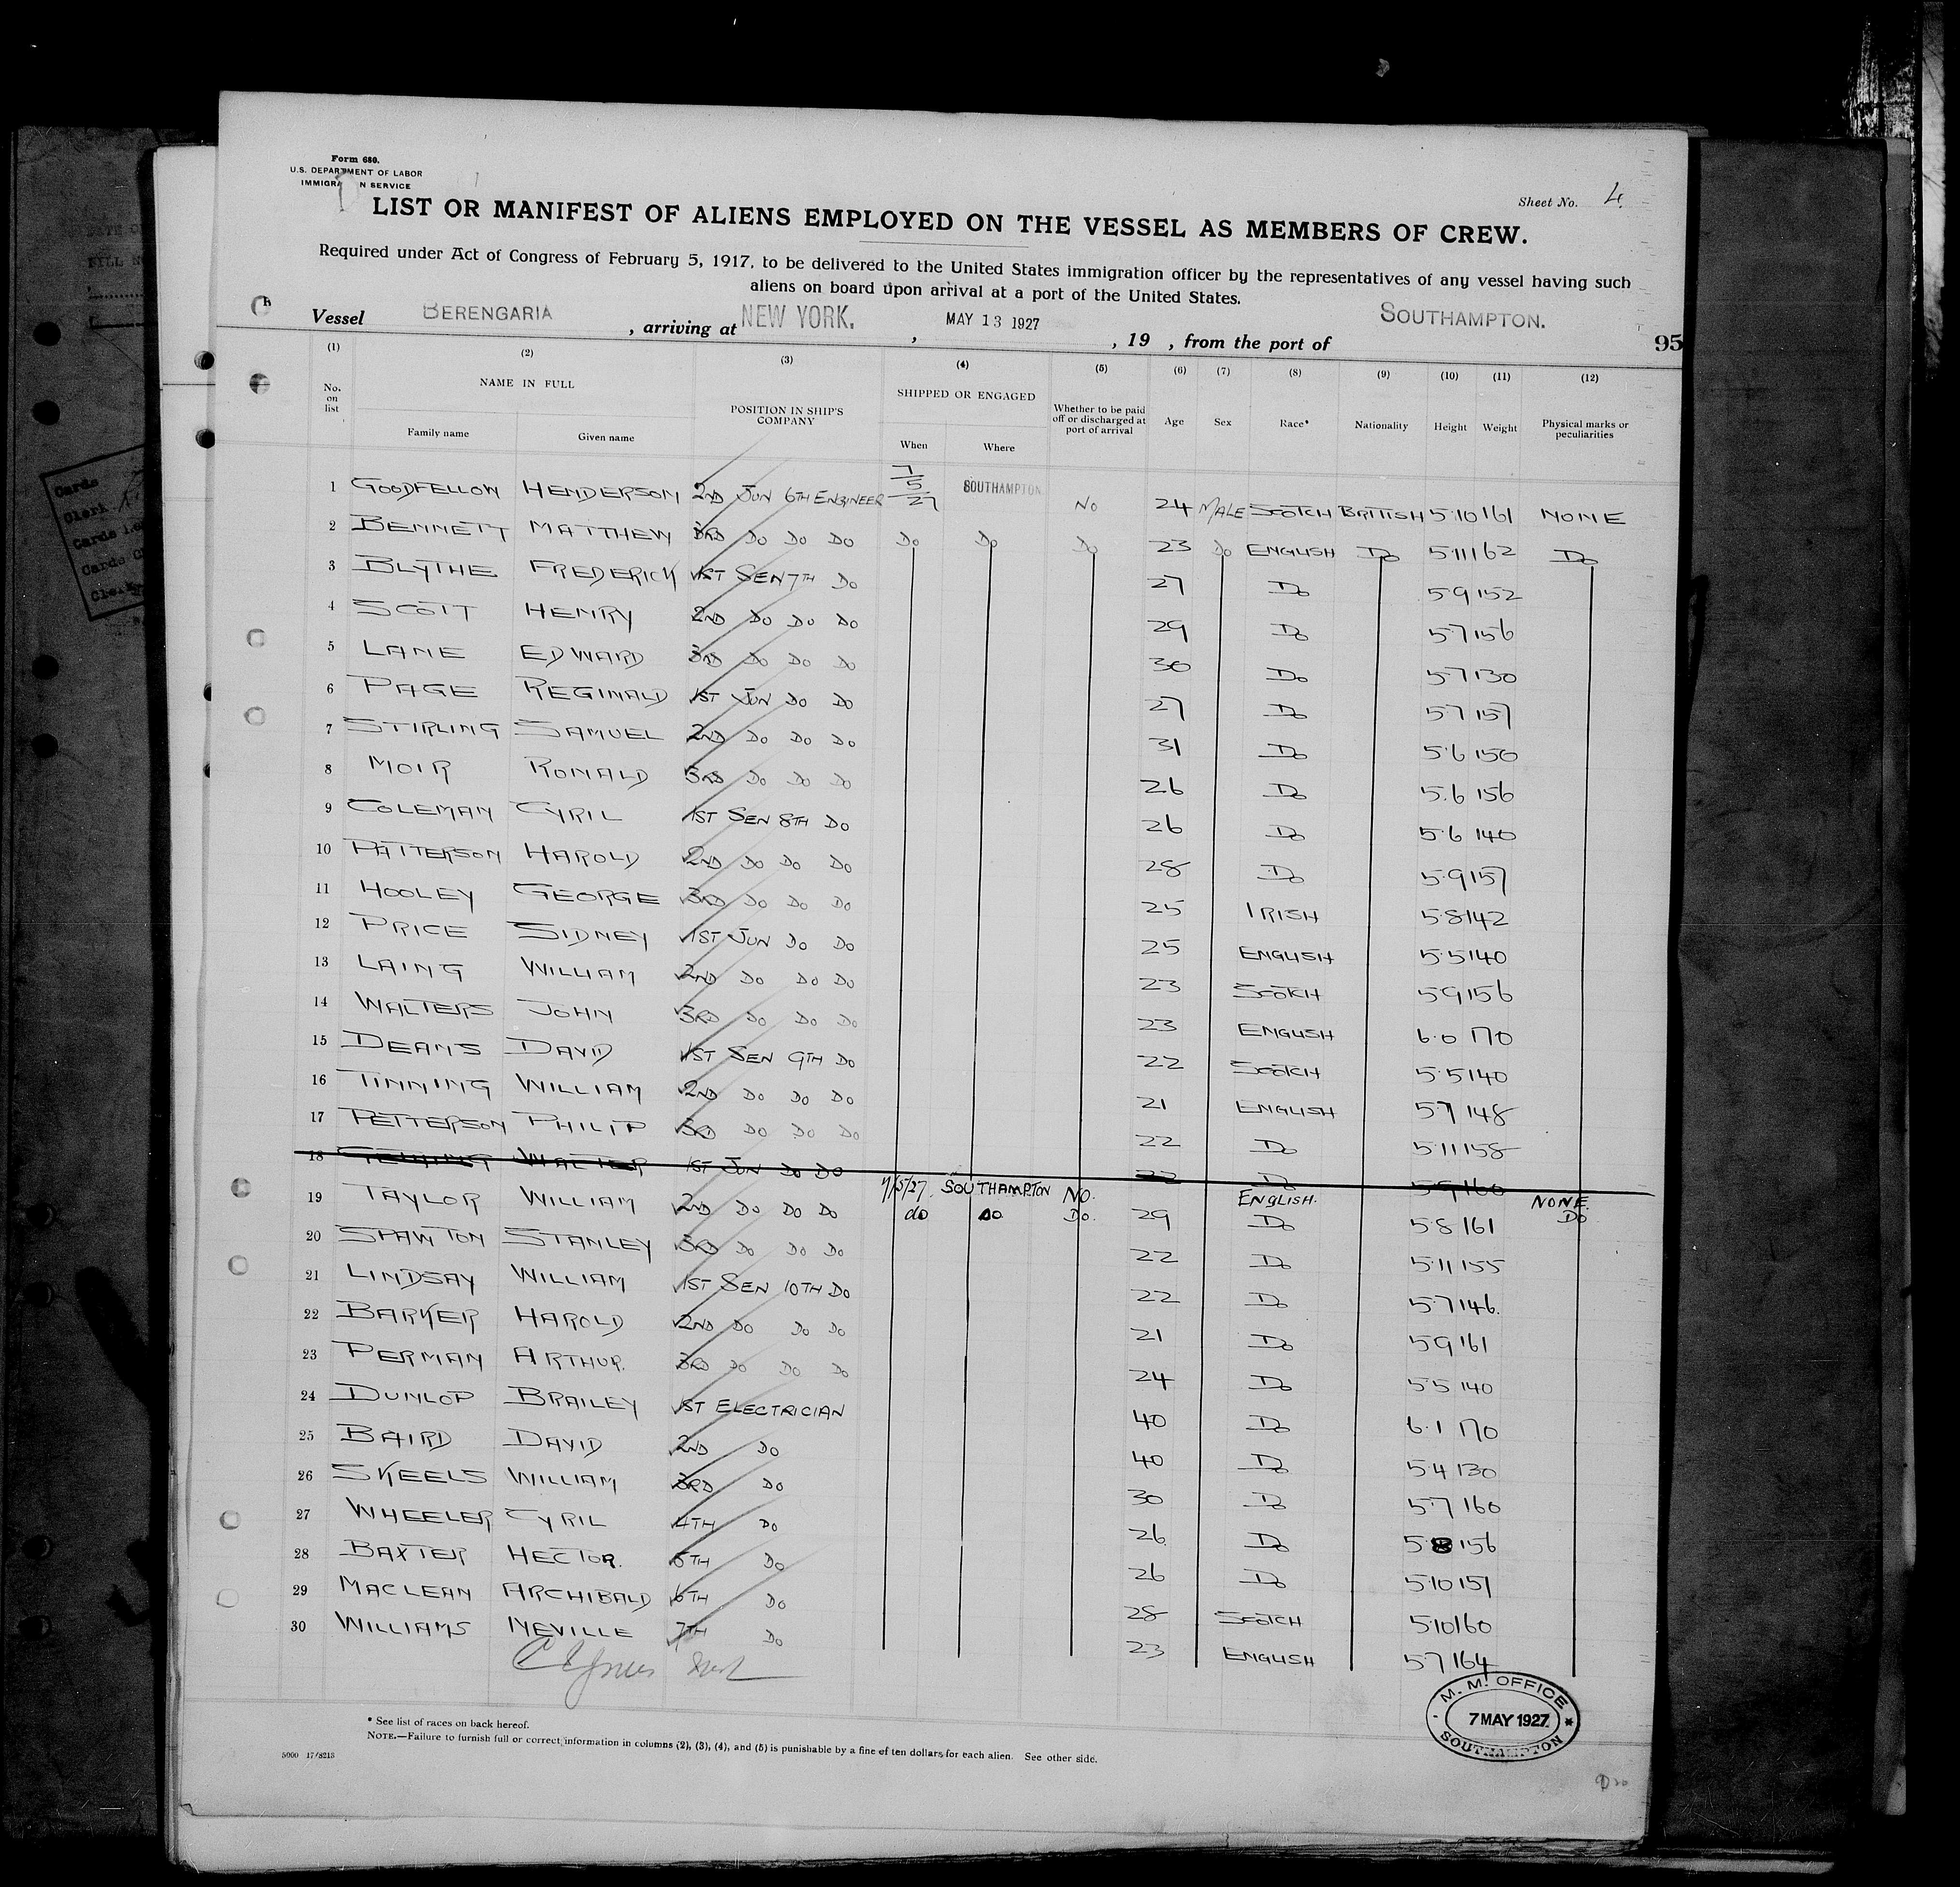 Form 680.
U.S. DEPARTMENT OF LABOR
IMMIGRA N SERVICE
Sheet No. 4
LIST OR MANIFEST OF ALIENS EMPLOYED ON THE VESSEL AS MEMBERS OF CREW.
Required under Act of Congress of February 5, 1917, to be delivered to the United States immigration officer by the representatives of any vessel having such
aliens on board upon arrival at a port of the United States.
Vessel BERENGARIA , arriving at NEW YORK. , MAY 13 1927 , 19 , from the port of SOUTHAMPTON.
95
(1) (2) (3) (4) (5) (6) (7) (8) (9) (10) (11) (12)
No. on list NAME IN FULL Family name Given name POSITION IN SHIP'S COMPANY SHIPPED OR ENGAGED When Where Whether to be paid off or discharged at port of arrival Age Sex Race* Nationality Height Weight Physical marks or peculiarities
1 GOODFELLOW HENDERSON 2ND JUN 6TH ENGINEER 7/5/27 SOUTHAMPTON NO 24 MALE SCOTCH BRITISH 5·10 161 NONE
2 BENNETT MATTHEW 3RD DO DO DO DO DO DO 23 DO ENGLISH DO 5·11 162 DO
3 BLYTHE FREDERICK 1ST SEN 7TH DO 27 DO 5·9 152
4 SCOTT HENRY 2ND DO DO DO 29 DO 5·7 156
5 LANE EDWARD 3RD DO DO DO 30 DO 5·7 130
6 PAGE REGINALD 1ST JUN DO DO 27 DO 5·7 157
7 STIRLING SAMUEL 2ND DO DO DO 31 DO 5·6 150
8 MOIR RONALD 3RD DO DO DO 26 DO 5·6 156
9 COLEMAN CYRIL 1ST SEN 8TH DO 26 DO 5·6 140
10 PATTERSON HAROLD 2ND DO DO DO 28 DO 5·9 157
11 HOOLEY GEORGE 3RD DO DO DO 25 IRISH 5·8 142
12 PRICE SIDNEY 1ST JUN DO DO 25 ENGLISH 5·5 140
13 LAING WILLIAM 2ND DO DO DO 23 SCOTCH 5·9 156
14 WALTERS JOHN 3RD DO DO DO 23 ENGLISH 6·0 170
15 DEANS DAVID 1ST SEN 9TH DO 22 SCOTCH 5·5 140
16 TINNING WILLIAM 2ND DO DO DO 21 ENGLISH 5·7 148
17 PETTERSON PHILIP 3RD DO DO DO 22 DO 5·11 158
18 WALTER 1ST JUN DO DO 22 DO 5·9 160
7/5/27. SOUTHAMPTON NO. ENGLISH. NONE.
19 TAYLOR WILLIAM 2ND DO DO DO do DO DO. 29 DO 5·8 161 DO
20 SPAWTON STANLEY 3RD DO DO DO 22 DO 5·11 155
21 LINDSAY WILLIAM 1ST SEN 10TH DO 22 DO 5·7 146.
22 BARKER HAROLD 2ND DO DO DO 21 DO 5·9 161
23 PERMAN ARTHUR. 3RD DO DO DO 24 DO 5·5 140
24 DUNLOP BRAILEY 1ST ELECTRICIAN 40 DO 6·1 170
25 BAIRD DAVID 2ND DO 40 DO 5·4 130
26 SKEELS WILLIAM 3RD DO 30 DO 5·7 160
27 WHEELER CYRIL 4TH DO 26 DO 5·8 156
28 BAXTER HECTOR. 5TH DO 26 DO 5·10 157
29 MACLEAN ARCHIBALD 6TH DO 28 SCOTCH 5·10 160
30 WILLIAMS NEVILLE 7TH DO 23 ENGLISH 5·7 164
M. M. OFFICE
7 MAY 1927
SOUTHAMPTON
* See list of races on back hereof.
NOTE.—Failure to furnish full or correct information in columns (2), (3), (4), and (5) is punishable by a fine of ten dollars for each alien. See other side.
5000 17/8213